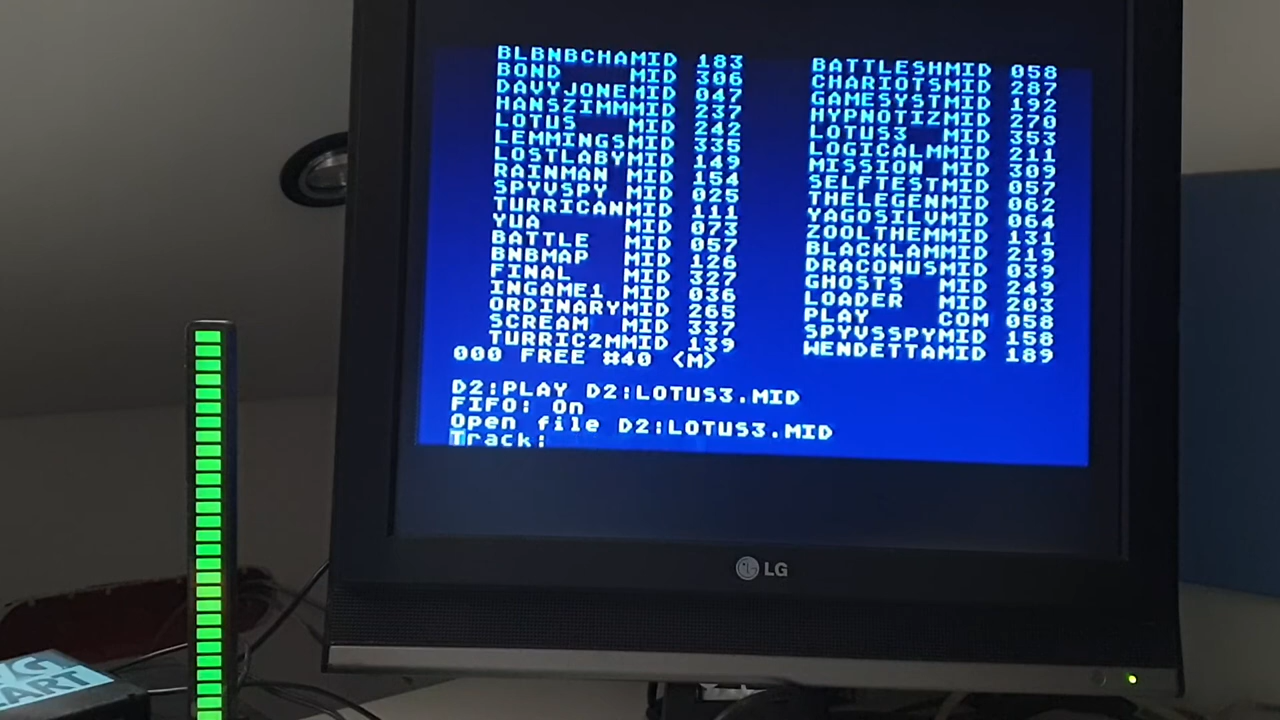 BLBNBCHAMID 183 BATTLESHMID 058
BOND MID 306 CHARIOTSMID 287
DAVYJONEMID 047 GAMESYSTMID 192
HANSZIMMMID 237 HYPNOTIZMID 270
LOTUS MID 242 LOTUS3 MID 353
LEMMINGSMID 335 LOGICALMMID 211
LOSTLABYMID 149 MISSION MID 309
RAINMAN MID 154 SELFTESTMID 057
SPYVSPY MID 025 THELEGENMID 062
TURRICANMID 111 YAGOSILVMID 064
YUA MID 073 ZOOLTHEMMID 131
BATTLE MID 057 BLACKLAMMID 219
BNBMAP MID 126 DRACONUSMID 039
FINAL MID 327 GHOSTS MID 249
INGAME1 MID 036 LOADER MID 203
ORDINARYMID 265 PLAY COM 058
SCREAM MID 337 SPYVSSPYMID 158
TURRIC2MMID 139 WENDETTAMID 189
000 FREE #40 <M>
D2:PLAY D2:LOTUS3.MID
FIFO: On
Open file D2:LOTUS3.MID
Track:
LG